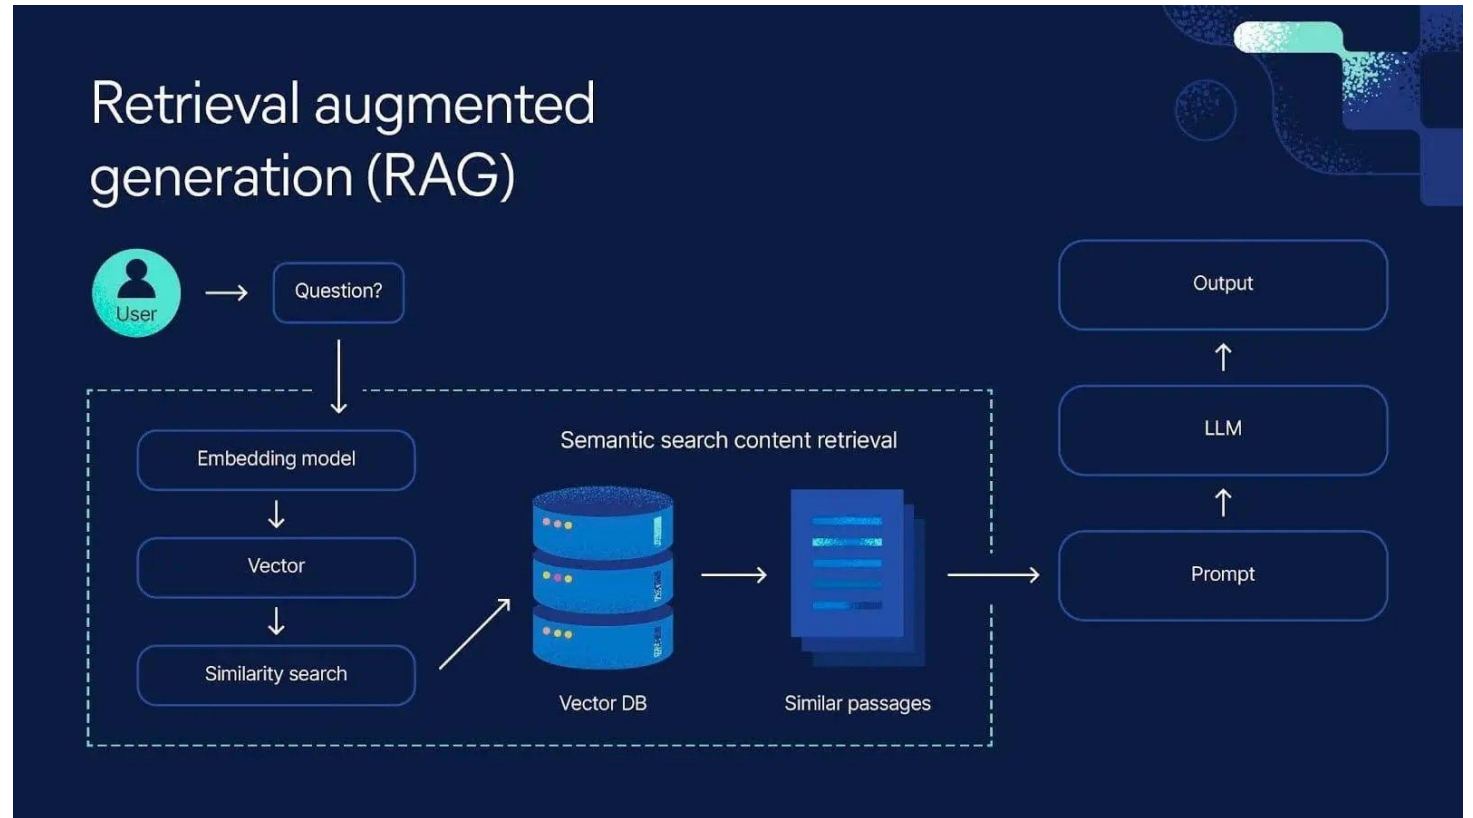 Retrieval augmented
generation (RAG)
User
Question?
Embedding model
Vector
Similarity search
Semantic search content retrieval
Vector DB
Similar passages
Output
LLM
Prompt